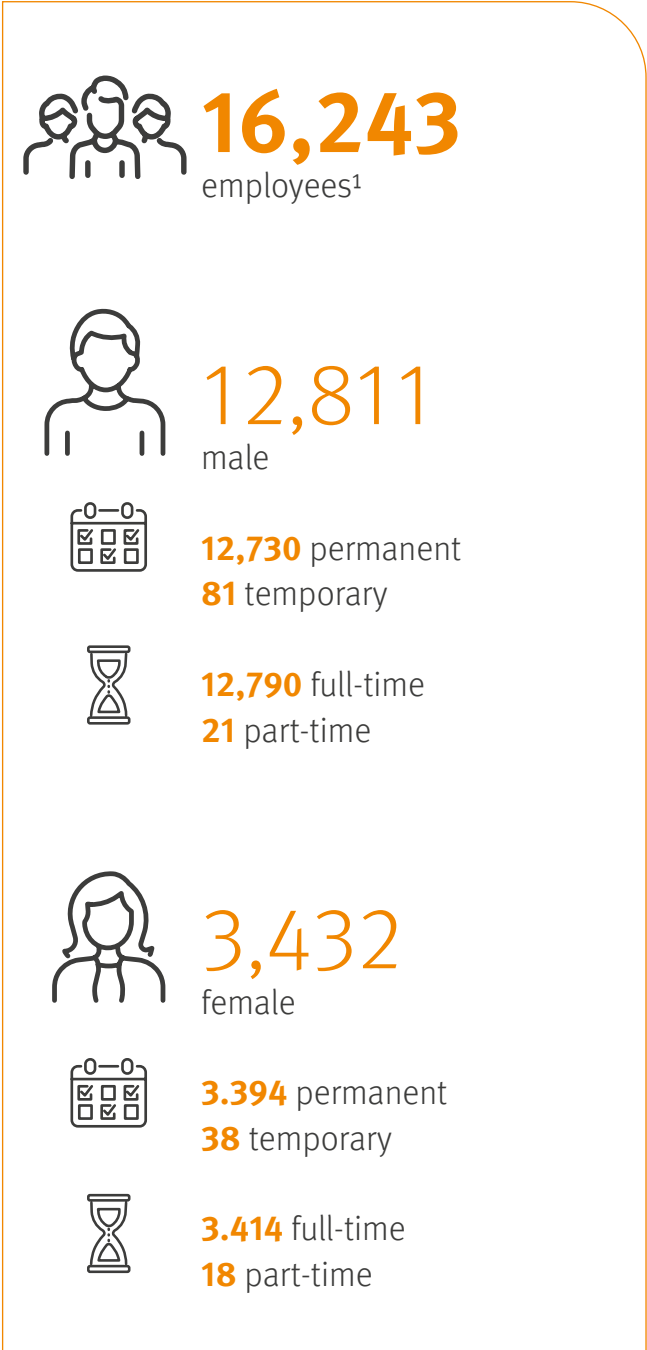 16,243
employees¹
12,811
male
12,730 permanent
81 temporary
12,790 full-time
21 part-time
3,432
female
3.394 permanent
38 temporary
3.414 full-time
18 part-time